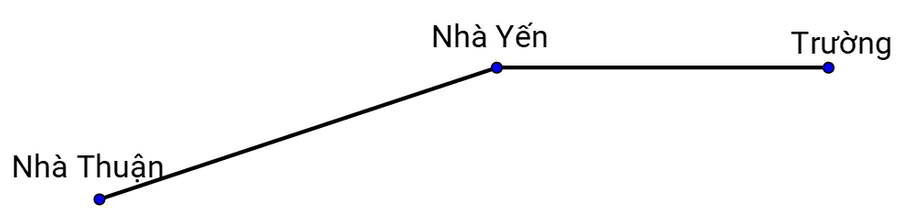 Nhà Yến
Trường
Nhà Thuận